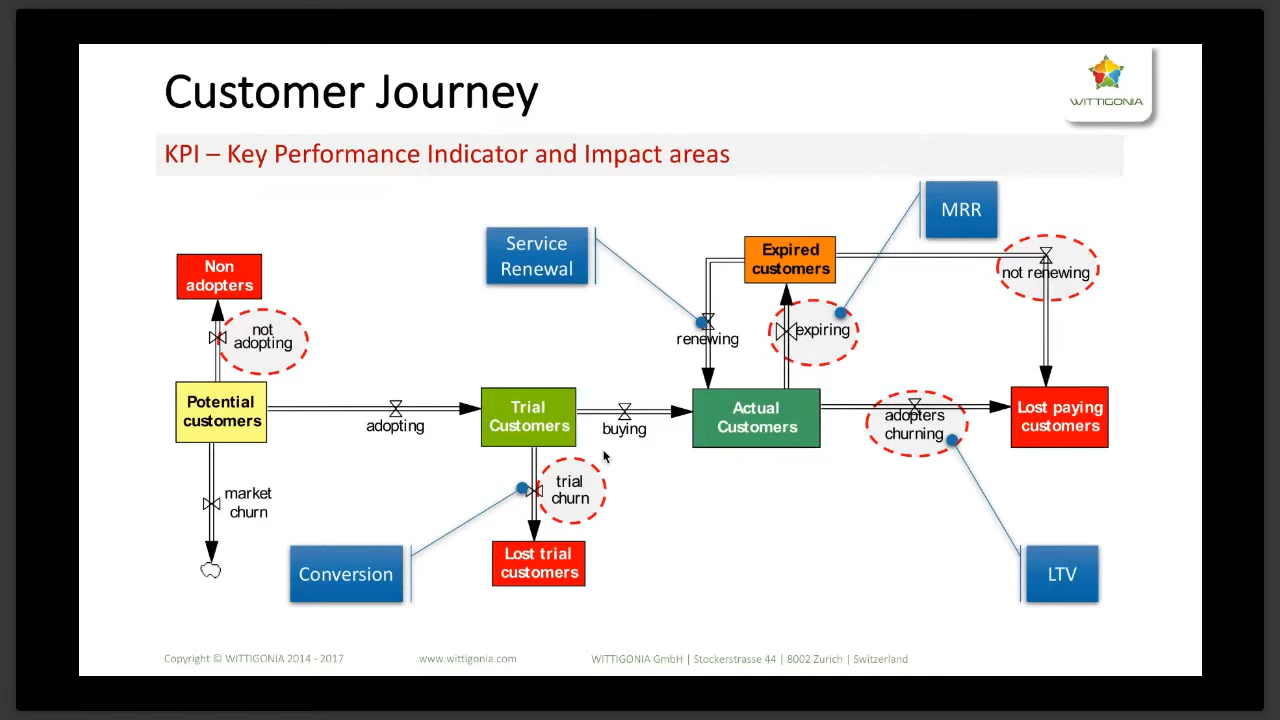 Customer Journey
WITTIGONIA
KPI – Key Performance Indicator and Impact areas
MRR
Service
Renewal
Expired
customers
not renewing
Non
adopters
not
adopting
renewing
expiring
Potential
customers
adopting
Trial
Customers
buying
Actual
Customers
adopters
churning
Lost paying
customers
market
churn
trial
churn
Lost trial
customers
Conversion
LTV
Copyright © WITTIGONIA 2014 - 2017
www.wittigonia.com
WITTIGONIA GmbH | Stockerstrasse 44 | 8002 Zurich | Switzerland